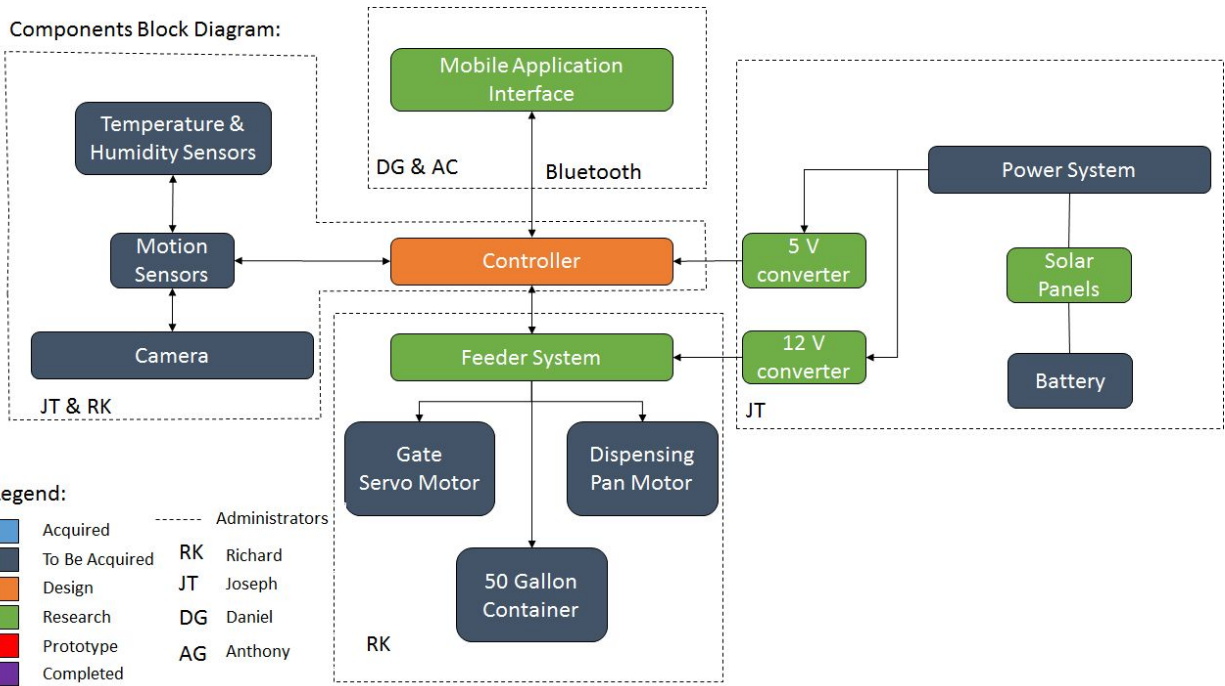 Components Block Diagram:
Mobile Application
Interface
DG & AC
Bluetooth
Temperature &
Humidity Sensors
Motion
Sensors
Camera
JT & RK
Controller
Power System
5 V
converter
Solar
Panels
12 V
converter
Battery
JT
Feeder System
Gate
Servo Motor
Dispensing
Pan Motor
50 Gallon
Container
RK
egend:
Acquired
To Be Acquired
Design
Research
Prototype
Completed
Administrators
RK Richard
JT Joseph
DG Daniel
AG Anthony